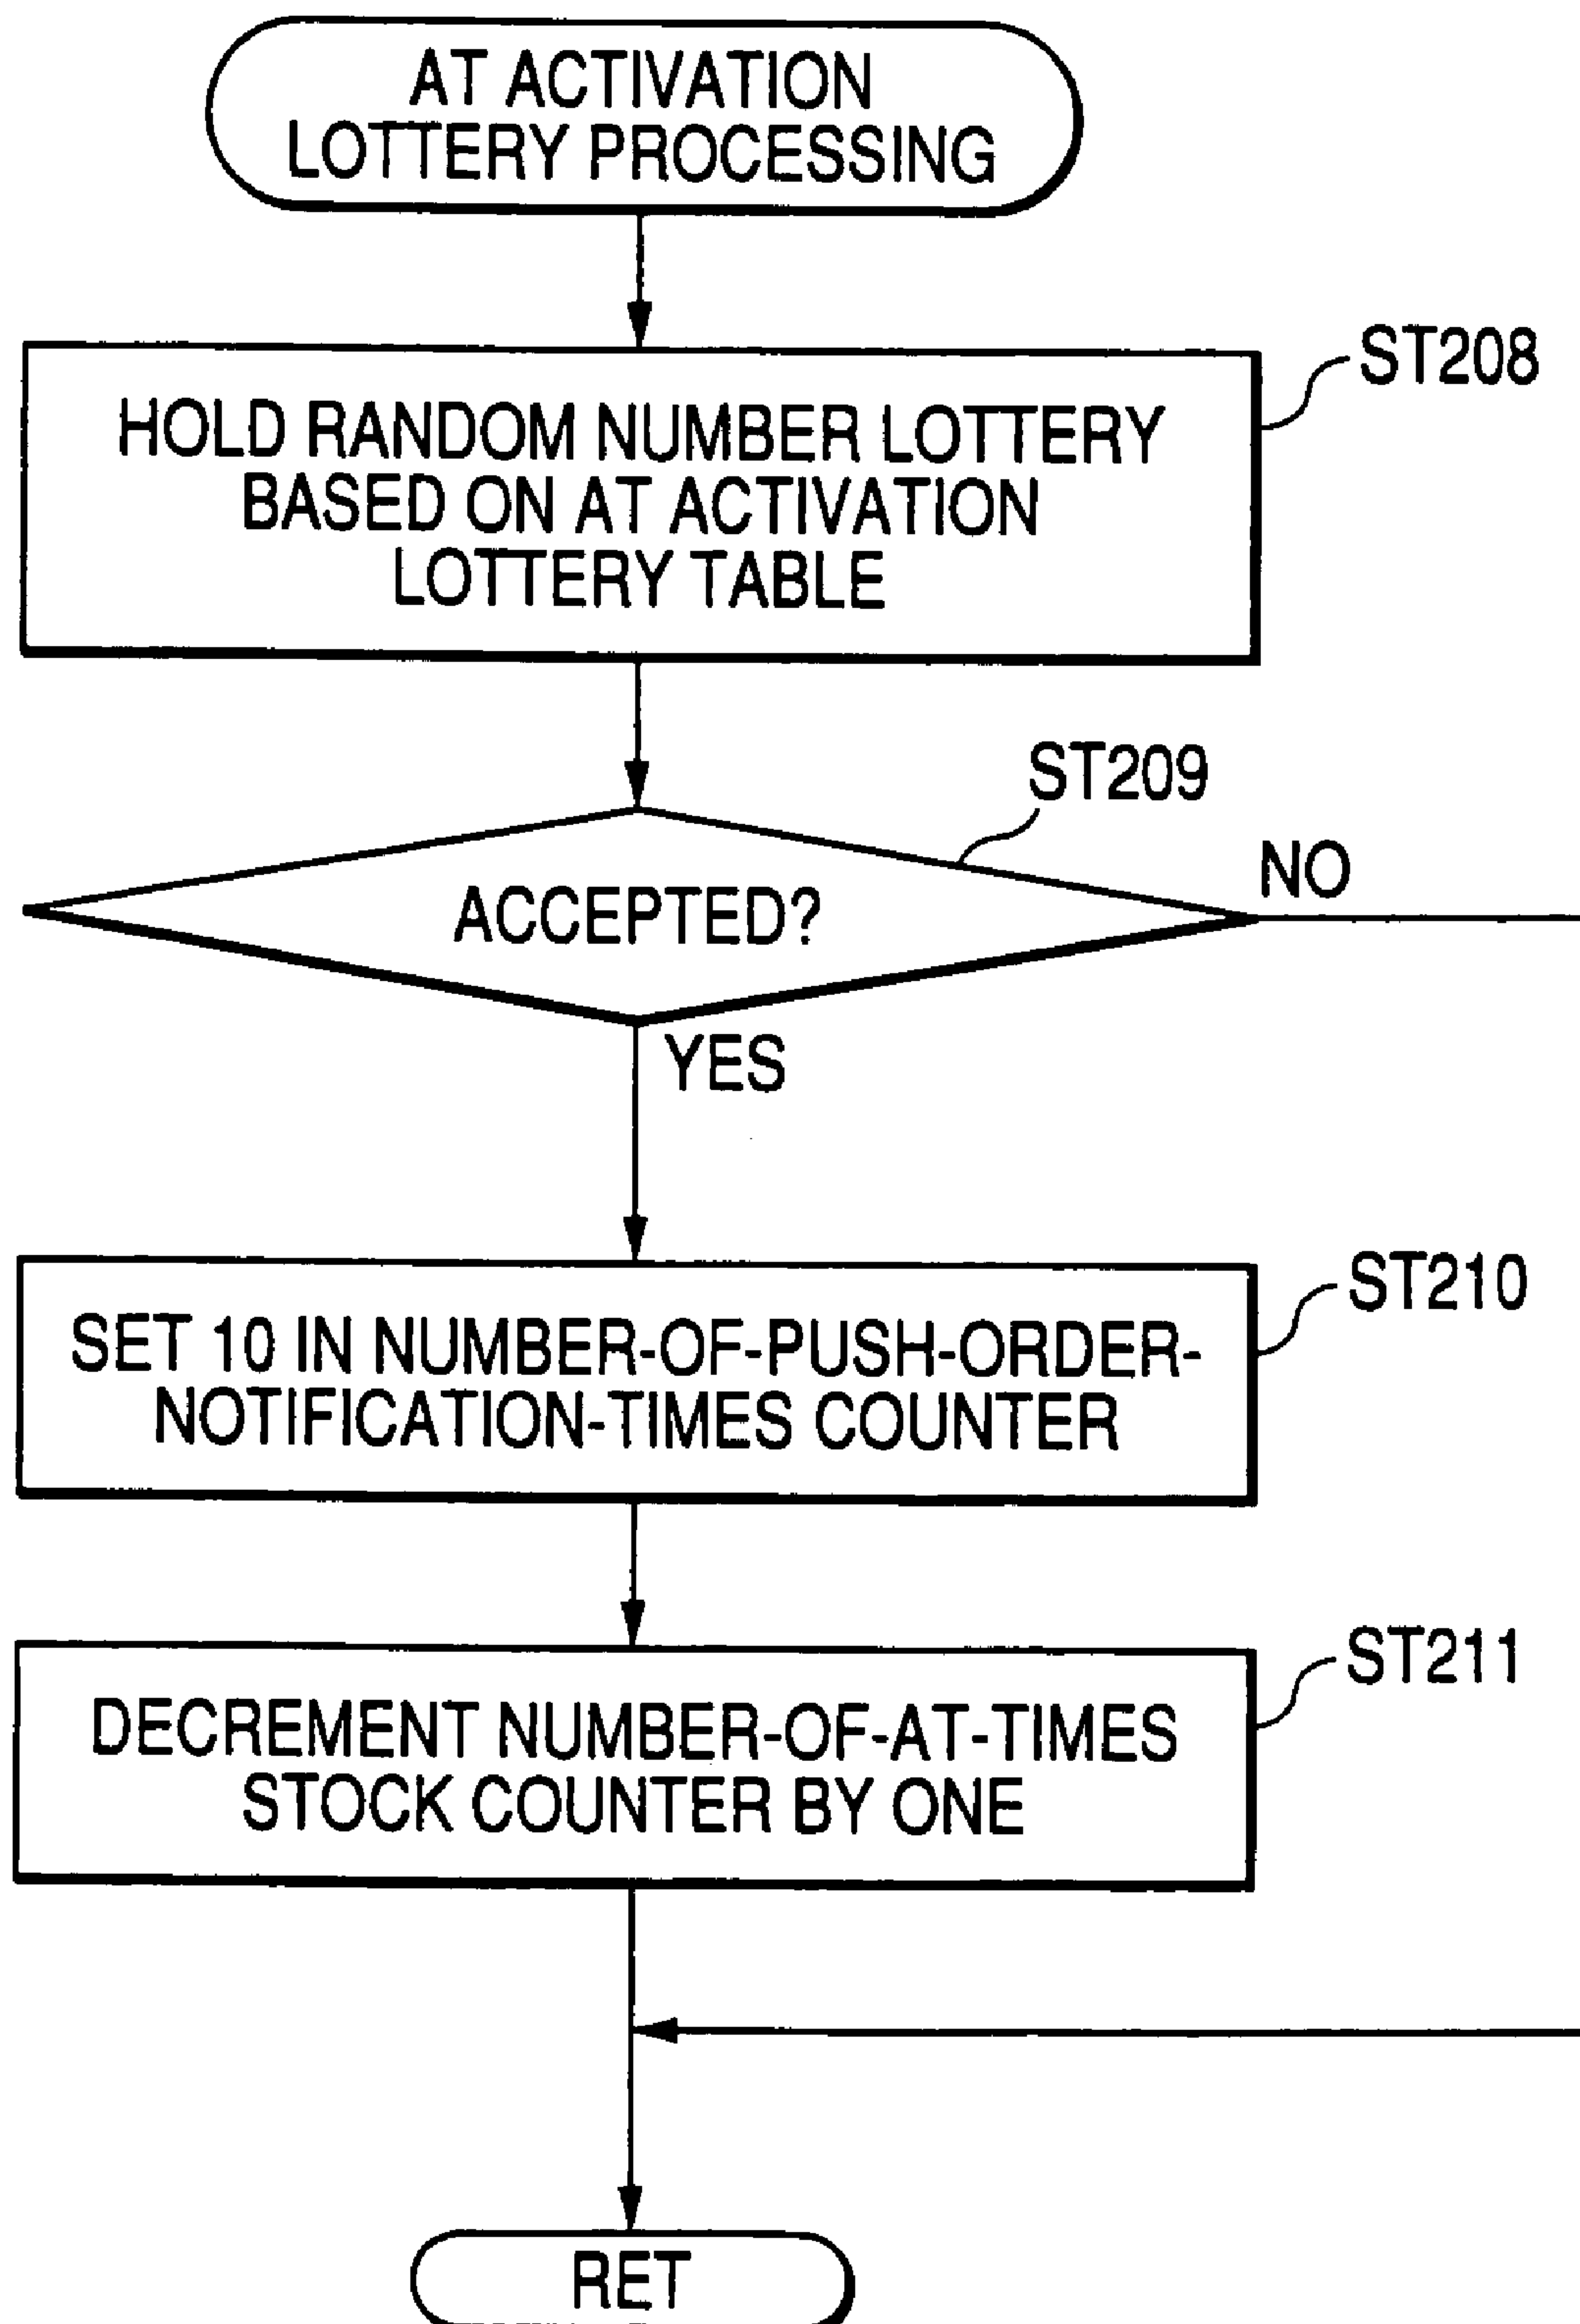 AT ACTIVATION
LOTTERY PROCESSING
ST208
HOLD RANDOM NUMBER LOTTERY
BASED ON AT ACTIVATION
LOTTERY TABLE
ST209
NO
ACCEPTED?
YES
ST210
SET 10 IN NUMBER-OF-PUSH-ORDER-
NOTIFICATION-TIMES COUNTER
ST211
DECREMENT NUMBER-OF-AT-TIMES
STOCK COUNTER BY ONE
RET